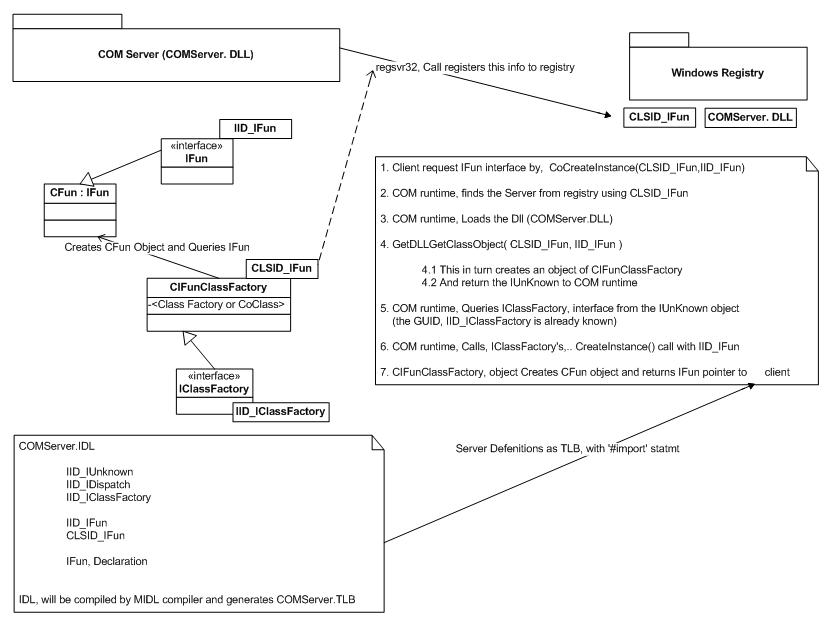 COM Server (COMServer. DLL)
Windows Registry
regsvr32, Call registers this info to registry
CLSID_IFun
COMServer. DLL
IID_IFun
«interface»
IFun
CFun : IFun
Creates CFun Object and Queries IFun
CLSID_IFun
CIFunClassFactory
-<Class Factory or CoClass>
«interface»
IClassFactory
IID_IClassFactory
1. Client request IFun interface by, CoCreateInstance(CLSID_IFun,IID_IFun)
2. COM runtime, finds the Server from registry using CLSID_IFun
3. COM runtime, Loads the Dll (COMServer.DLL)
4. GetDLLGetClassObject( CLSID_IFun, IID_IFun )
4.1 This in turn creates an object of CIFunClassFactory
4.2 And return the IUnKnown to COM runtime
5. COM runtime, Queries IClassFactory, interface from the IUnKnown object
(the GUID, IID_IClassFactory is already known)
6. COM runtime, Calls, IClassFactory's,.. CreateInstance() call with IID_IFun
7. CIFunClassFactory, object Creates CFun object and returns IFun pointer to client
Server Defenitions as TLB, with '#import' statmt
COMServer.IDL
IID_IUnknown
IID_IDispatch
IID_IClassFactory
IID_IFun
CLSID_IFun
IFun, Declaration
IDL, will be compiled by MIDL compiler and generates COMServer.TLB